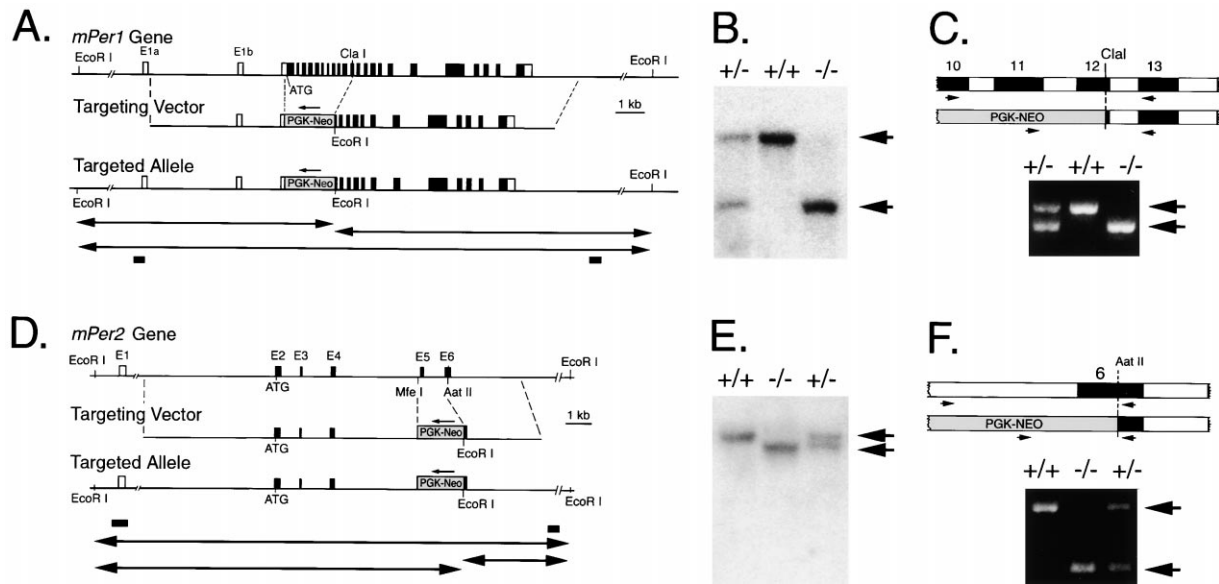 A.
mPer1 Gene
EcoR I E1a E1b Cla I EcoR I
ATG
Targeting Vector
1 kb
PGK-Neo
EcoR I
Targeted Allele
PGK-Neo
EcoR I EcoR I
B.
+/- +/+ -/-
C.
ClaI
10 11 12 13
PGK-NEO
+/- +/+ -/-
D.
mPer2 Gene
EcoR I E1 E2 E3 E4 E5 E6 EcoR I
ATG Mfe I Aat II
Targeting Vector
1 kb
PGK-Neo
ATG EcoR I
Targeted Allele
PGK-Neo
EcoR I ATG EcoR I EcoR I
E.
+/+ -/- +/-
F.
6 Aat II
PGK-NEO
+/+ -/- +/-